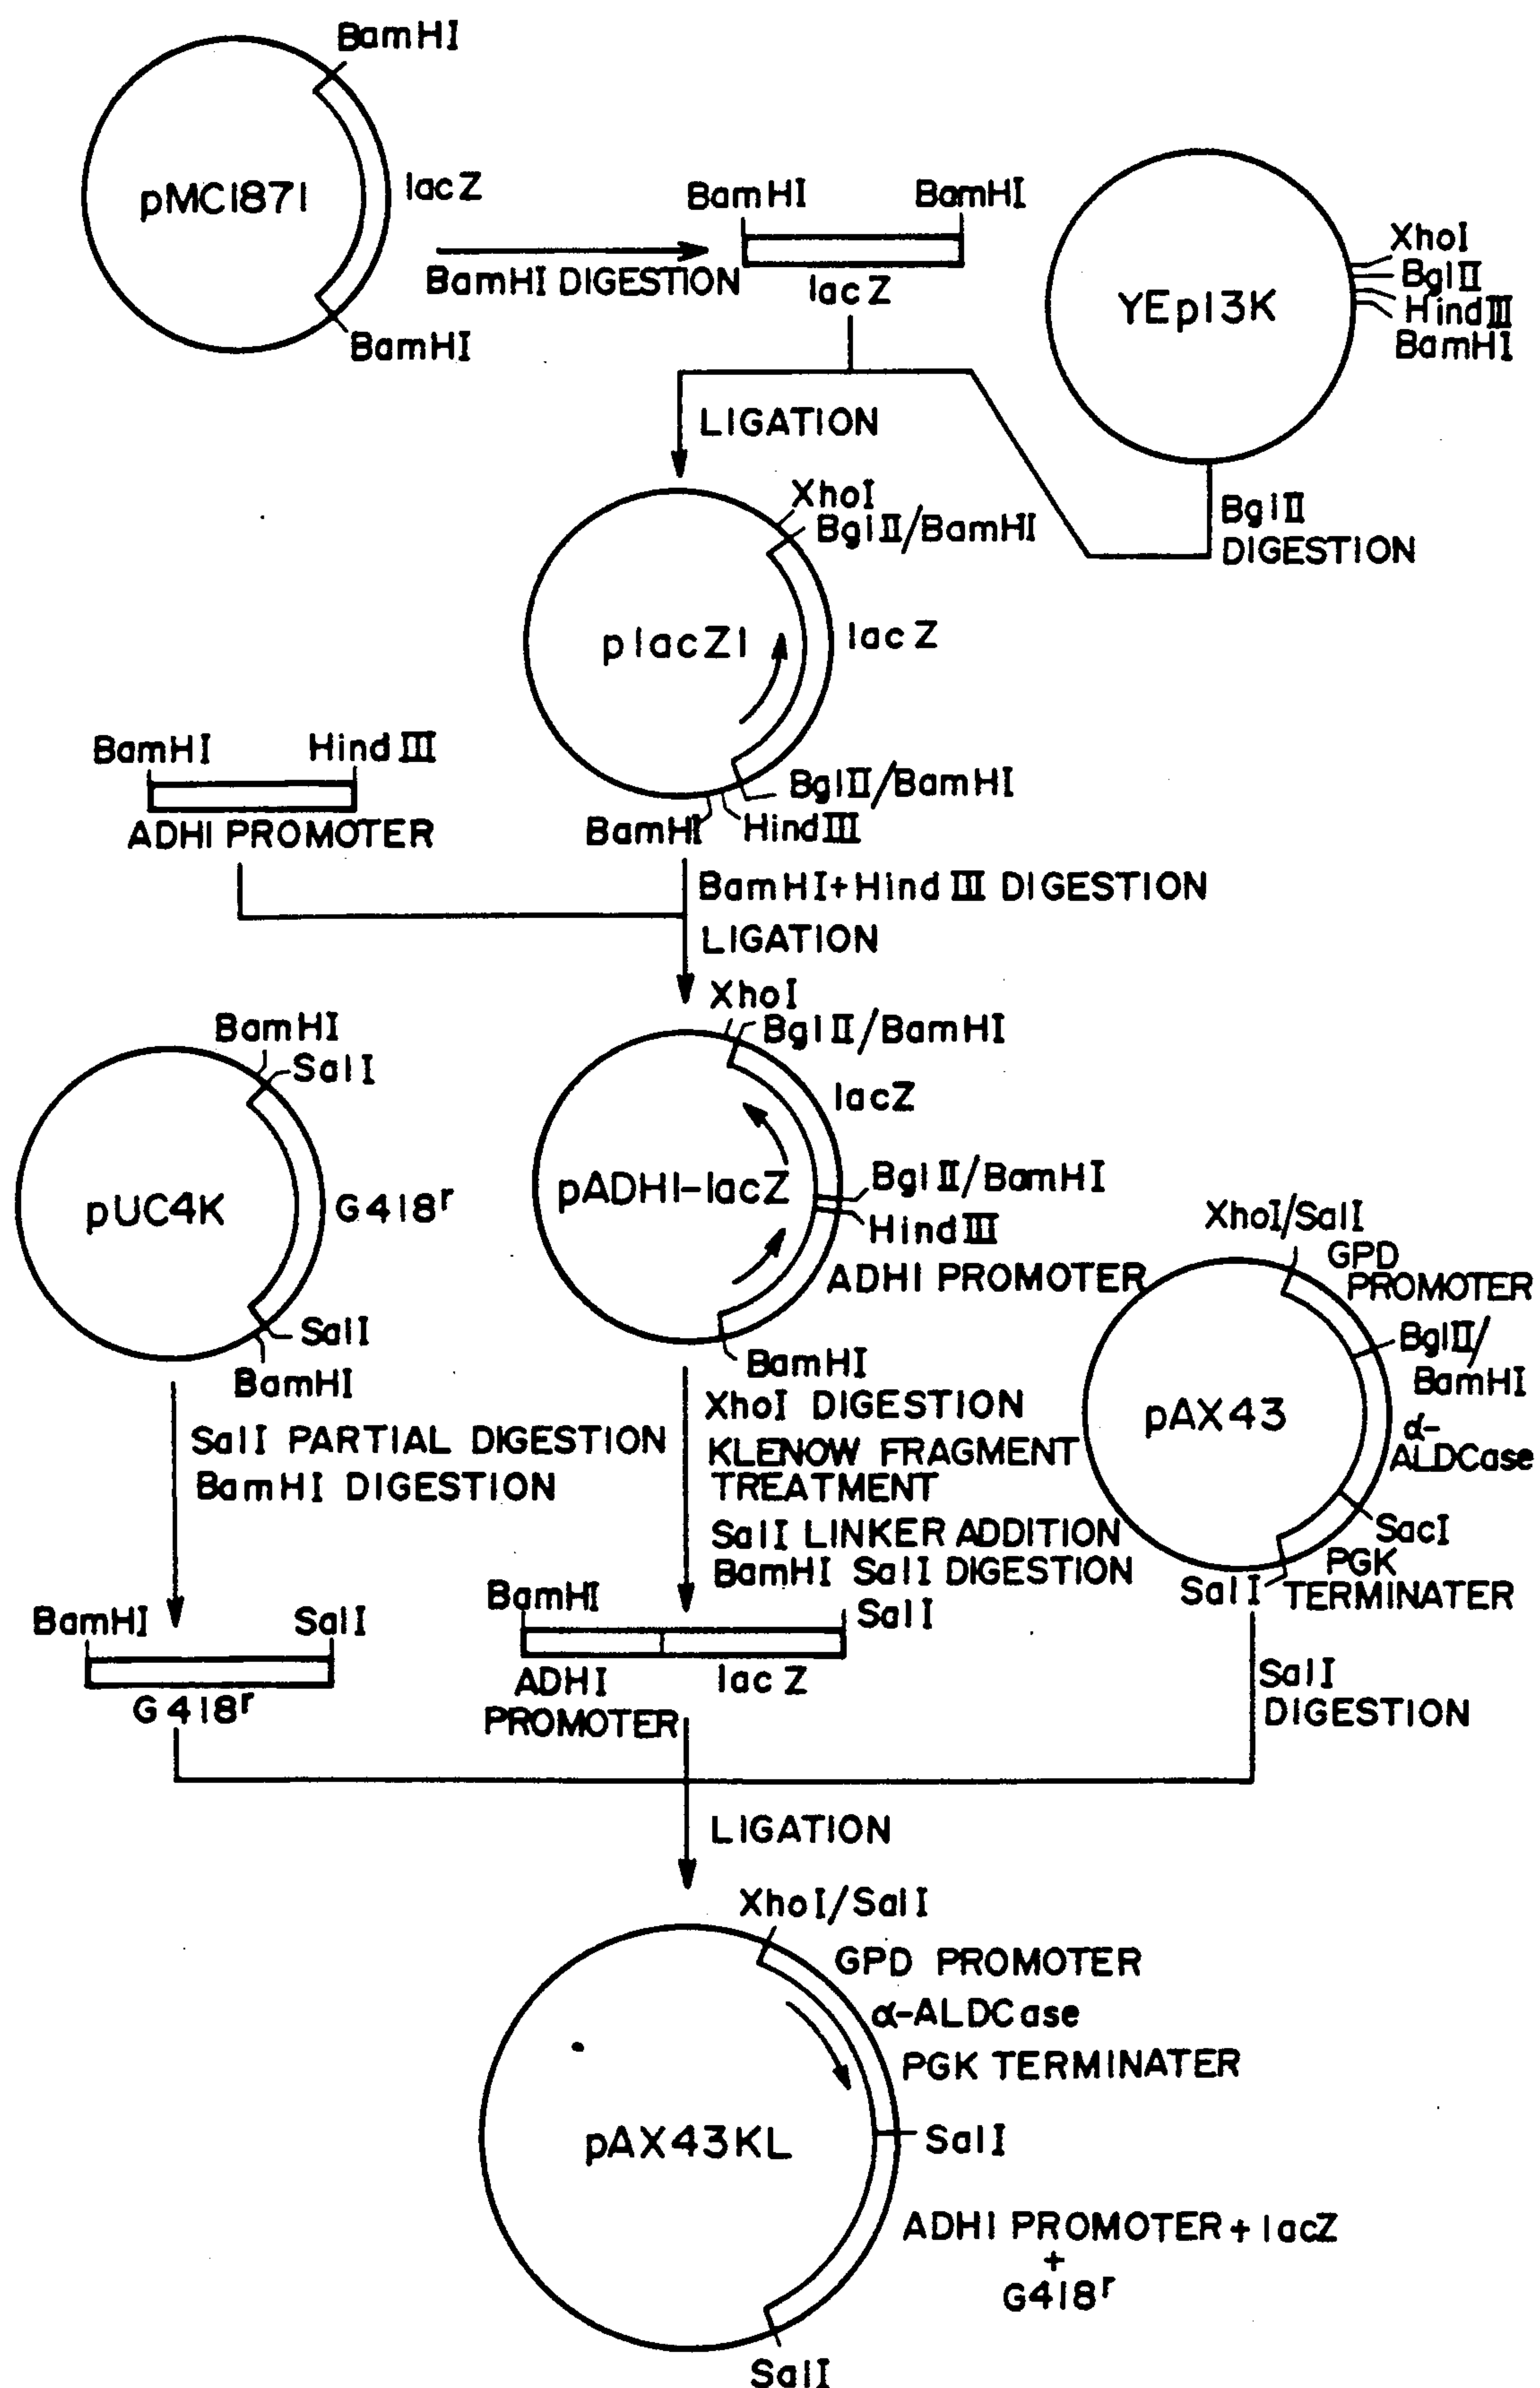 BamHI
pMC1871
lacZ
BamHI
BamHI DIGESTION
BamHI
BamHI
lacZ
YEp13K
XhoI
BglII
HindIII
BamHI
LIGATION
BglII
DIGESTION
XhoI
BglII/BamHI
placZ1
lacZ
BglII/BamHI
BamHI
HindIII
BamHI
HindIII
ADHI PROMOTER
BamHI+HindIII DIGESTION
LIGATION
BamHI
SalI
pUC4K
G418r
SalI
BamHI
XhoI
BglII/BamHI
lacZ
pADHI-lacZ
BglII/BamHI
HindIII
ADHI PROMOTER
BamHI
XhoI/SalI
GPD
PROMOTER
BglII/
BamHI
pAX43
α-
ALDCase
SacI
PGK
TERMINATER
SalI
SalI PARTIAL DIGESTION
BamHI DIGESTION
XhoI DIGESTION
KLENOW FRAGMENT
TREATMENT
SalI LINKER ADDITION
BamHI SalI DIGESTION
BamHI
SalI
G418r
BamHI
SalI
ADHI
PROMOTER
lacZ
SalI
DIGESTION
LIGATION
XhoI/SalI
GPD PROMOTER
α-ALDCase
PGK TERMINATER
pAX43KL
SalI
ADHI PROMOTER+lacZ
+
G418r
SalI